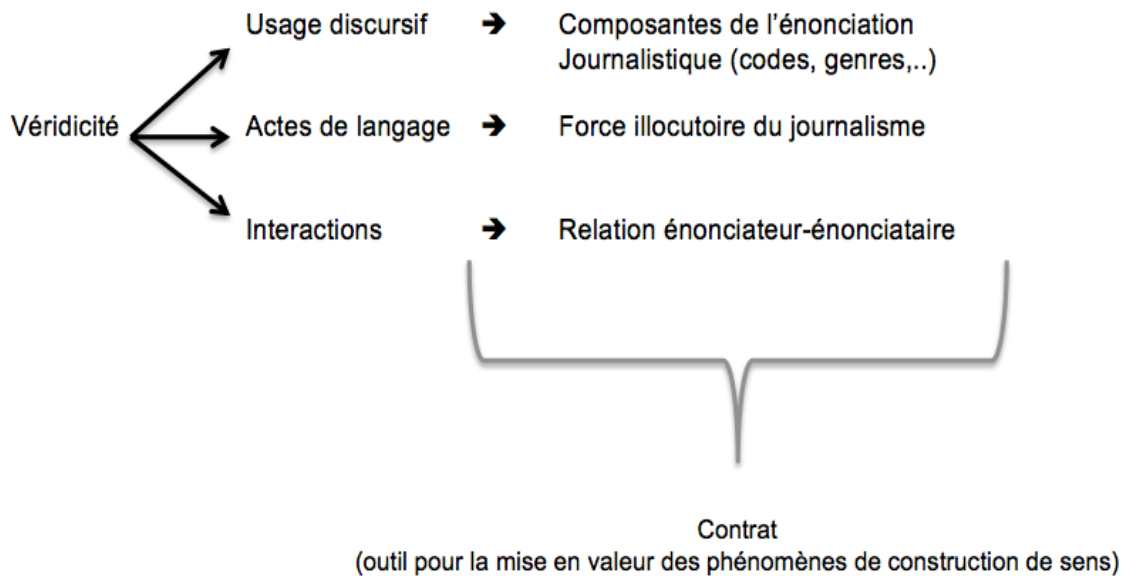 Usage discursif ➔ Composantes de l'énonciation
Journalistique (codes, genres,..)
Véridicité Actes de langage ➔ Force illocutoire du journalisme
Interactions ➔ Relation énonciateur-énonciataire
Contrat
(outil pour la mise en valeur des phénomènes de construction de sens)